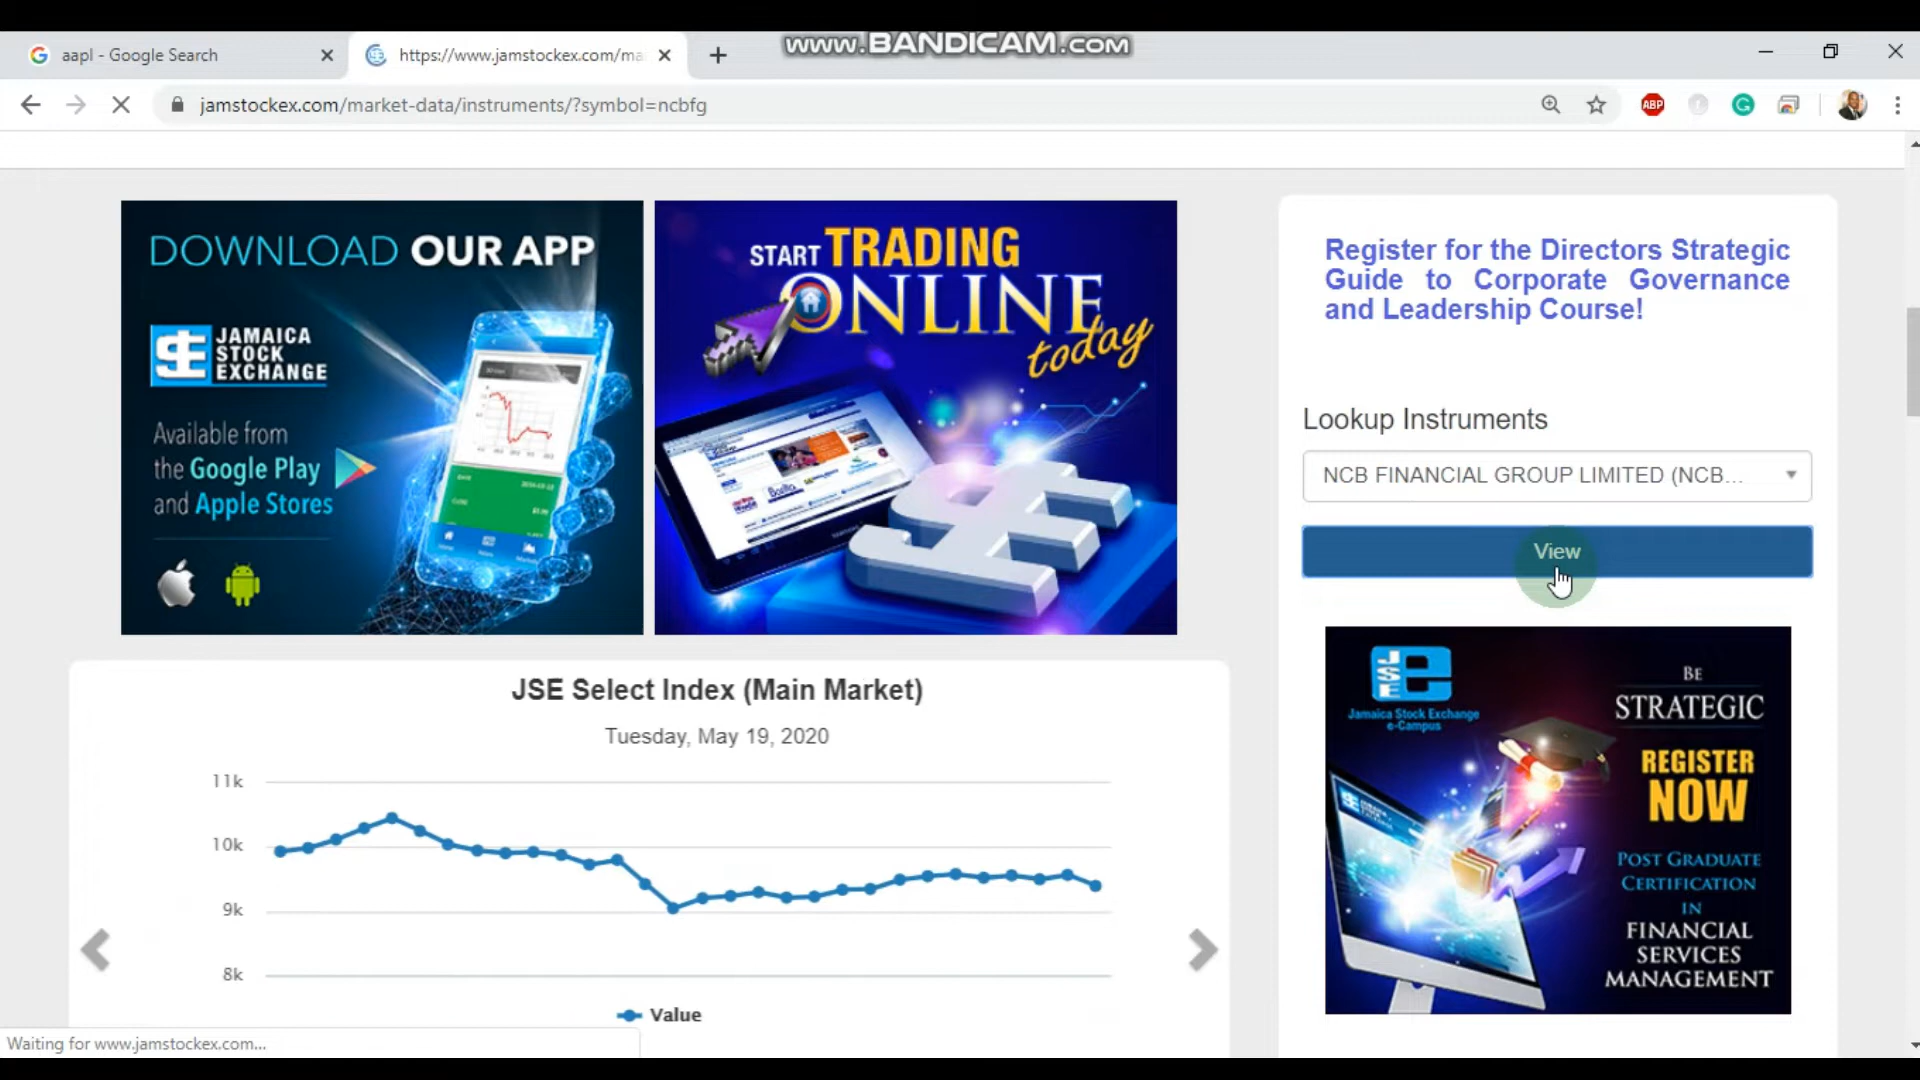 www.BANDICAM.com
aapl - Google Search
https://www.jamstockex.com/ma
jamstockex.com/market-data/instruments/?symbol=ncbfg
ABP
DOWNLOAD OUR APP
JAMAICA
STOCK
EXCHANGE
Available from
the Google Play
and Apple Stores
START TRADING
ONLINE
today
Register for the Directors Strategic
Guide to Corporate Governance
and Leadership Course!
Lookup Instruments
NCB FINANCIAL GROUP LIMITED (NCB...
View
JSE
e
Jamaica Stock Exchange
e-Campus
BE
STRATEGIC
REGISTER
NOW
POST GRADUATE
CERTIFICATION
IN
FINANCIAL
SERVICES
MANAGEMENT
JSE Select Index (Main Market)
Tuesday, May 19, 2020
11k
10k
9k
8k
Value
Waiting for www.jamstockex.com...